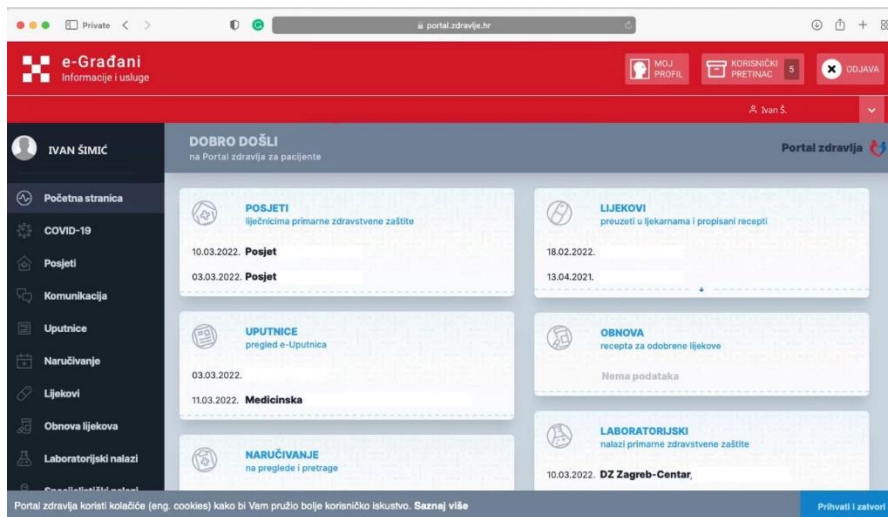 Private
portal.zdravlje.hr
e-Građani
Informacije i usluge
MOJ
PROFIL
KORISNIČKI
PRETINAC
5
ODJAVA
Ivan Š.
IVAN ŠIMIĆ
Početna stranica
COVID-19
Posjeti
Komunikacija
Uputnice
Naručivanje
Lijekovi
Obnova lijekova
Laboratorijski nalazi
Specijalistički nalazi
DOBRO DOŠLI
na Portal zdravlja za pacijente
Portal zdravlja
POSJETI
liječnicima primarne zdravstvene zaštite
10.03.2022. Posjet
03.03.2022. Posjet
LIJEKOVI
preuzeti u ljekarnama i propisani recepti
18.02.2022.
13.04.2021.
UPUTNICE
pregled e-Uputnica
03.03.2022.
11.03.2022. Medicinska
OBNOVA
recepta za odobrene lijekove
Nema podataka
NARUČIVANJE
na preglede i pretrage
LABORATORIJSKI
nalazi primarne zdravstvene zaštite
10.03.2022. DZ Zagreb-Centar,
Portal zdravlja koristi kolačiće (eng. cookies) kako bi Vam pružio bolje korisničko iskustvo. Saznaj više
Prihvati i zatvori